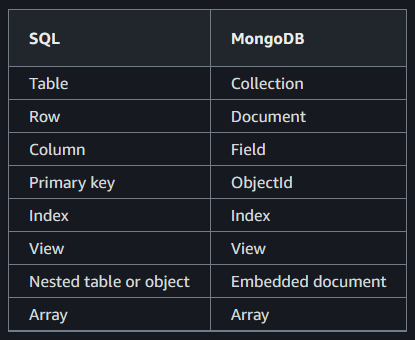 SQL MongoDB
Table Collection
Row Document
Column Field
Primary key ObjectId
Index Index
View View
Nested table or object Embedded document
Array Array